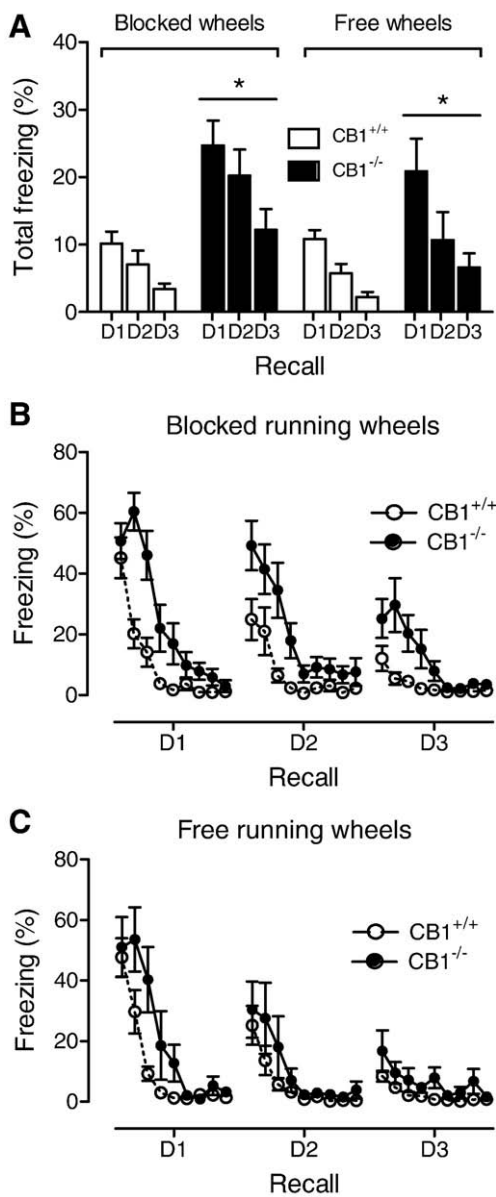 A
Blocked wheels Free wheels
40
30
20
10
0
Total freezing (%)
*
*
CB1+/+
CB1-/-
D1D2D3 D1D2D3 D1D2D3 D1D2D3
Recall
B
Blocked running wheels
80
60
40
20
0
Freezing (%)
CB1+/+
CB1-/-
D1 D2 D3
Recall
C
Free running wheels
80
60
40
20
0
Freezing (%)
CB1+/+
CB1-/-
D1 D2 D3
Recall